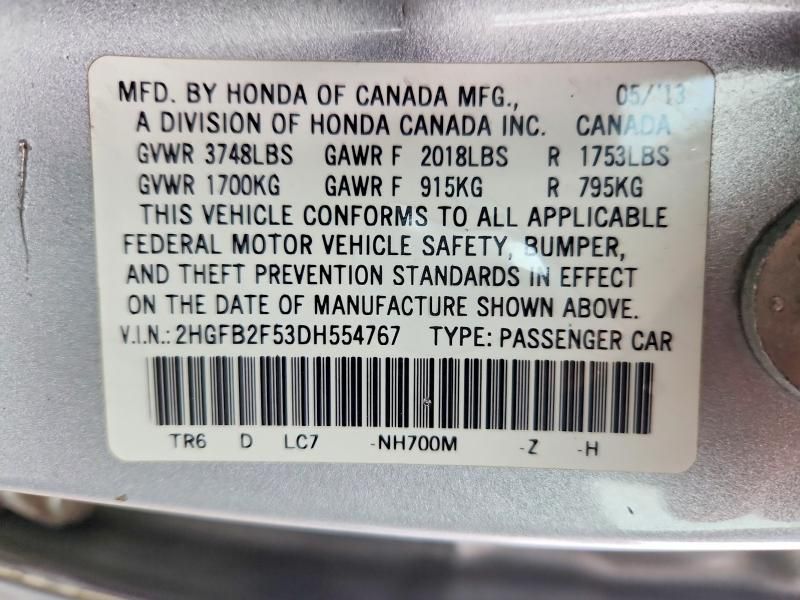 MFD. BY HONDA OF CANADA MFG., 05/'13
A DIVISION OF HONDA CANADA INC. CANADA
GVWR 3748LBS GAWR F 2018LBS R 1753LBS
GVWR 1700KG GAWR F 915KG R 795KG
THIS VEHICLE CONFORMS TO ALL APPLICABLE
FEDERAL MOTOR VEHICLE SAFETY, BUMPER,
AND THEFT PREVENTION STANDARDS IN EFFECT
ON THE DATE OF MANUFACTURE SHOWN ABOVE.
V.I.N.: 2HGFB2F53DH554767 TYPE: PASSENGER CAR
TR6 D LC7 -NH700M -Z -H